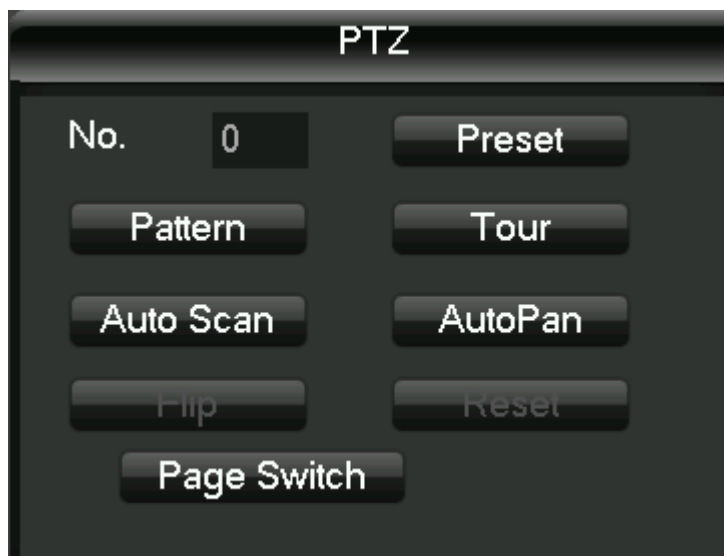 PTZ
No. 0 Preset
Pattern Tour
Auto Scan AutoPan
Flip Reset
Page Switch